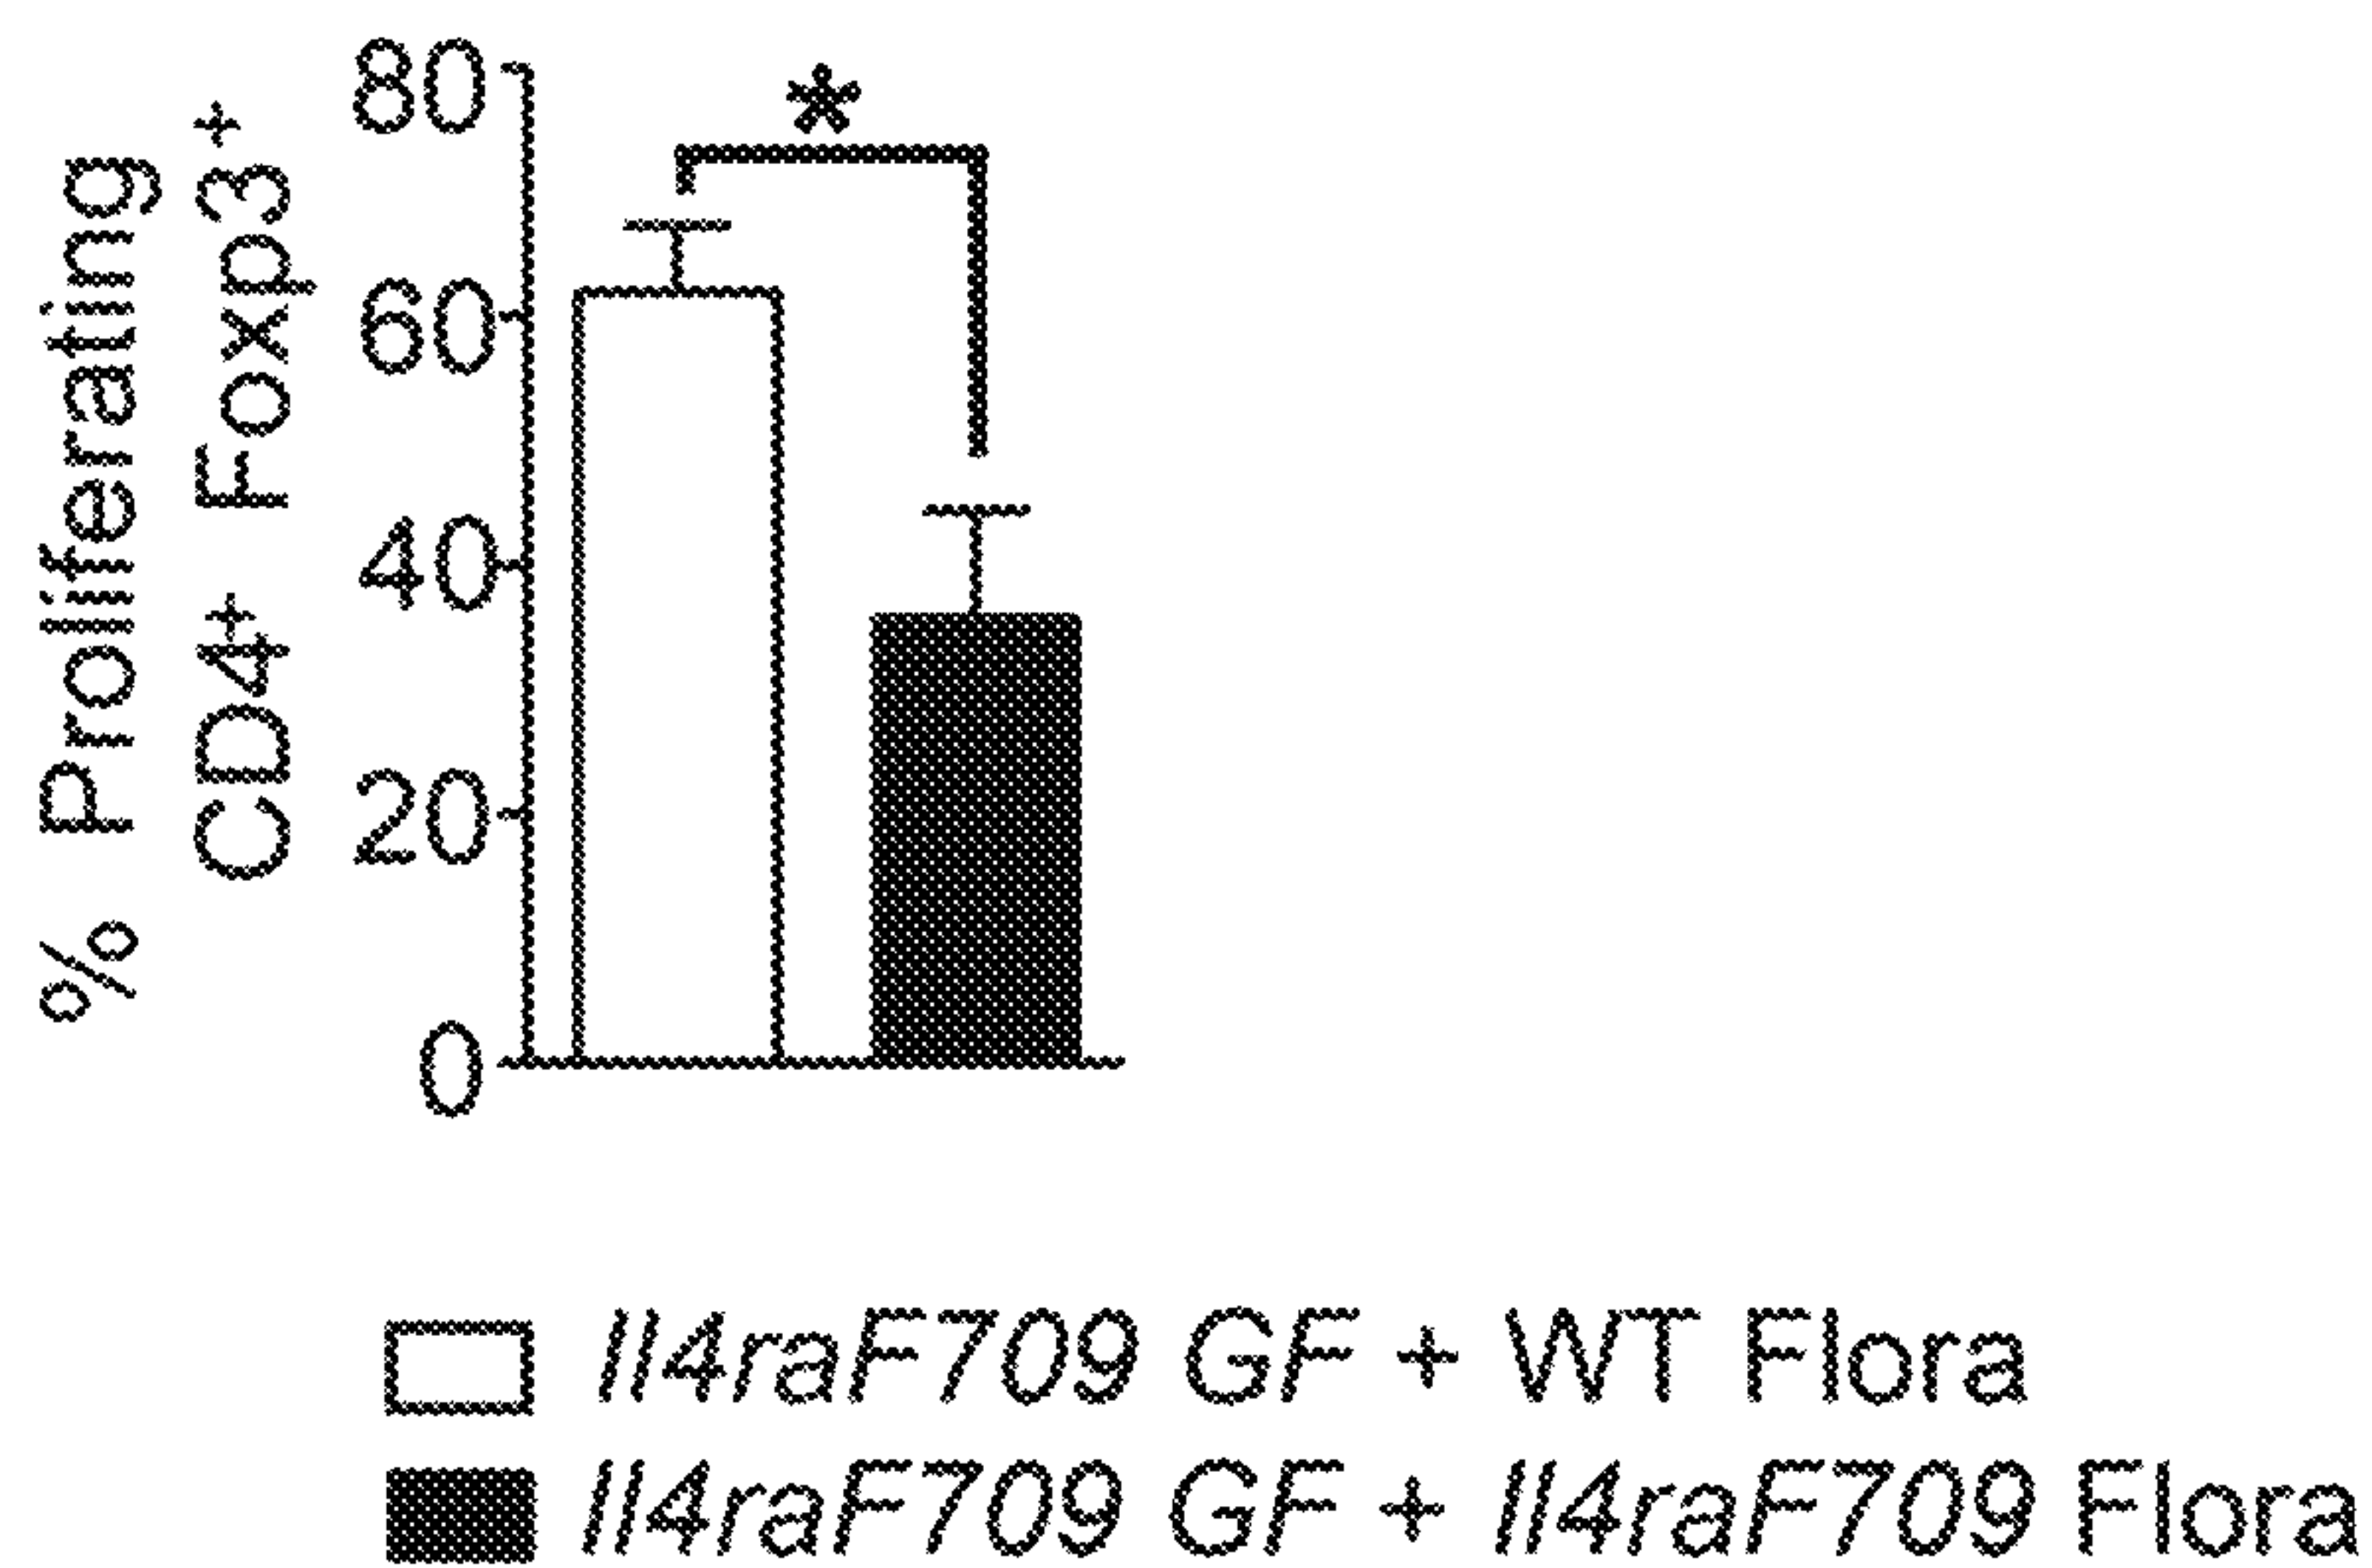 % Proliferating
CD4+ Foxp3+
80
60
40
20
0
*
Il4raF709 GF + WT Flora
Il4raF709 GF + Il4raF709 Flora